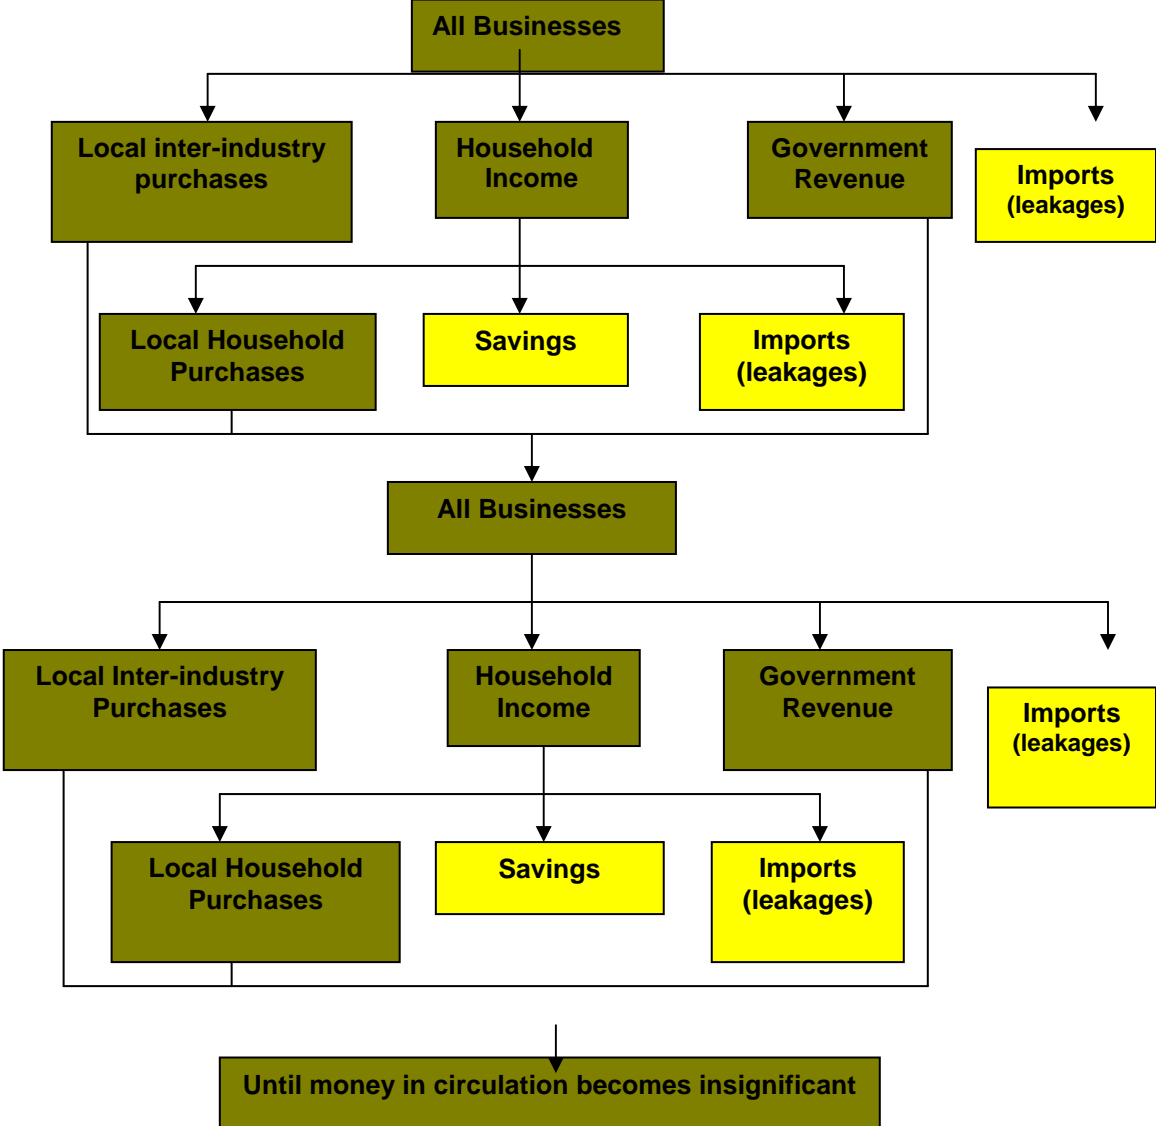 All Businesses
Local inter-industry
purchases
Household
Income
Government
Revenue
Imports
(leakages)
Local Household
Purchases
Savings
Imports
(leakages)
All Businesses
Local Inter-industry
Purchases
Household
Income
Government
Revenue
Imports
(leakages)
Local Household
Purchases
Savings
Imports
(leakages)
Until money in circulation becomes insignificant